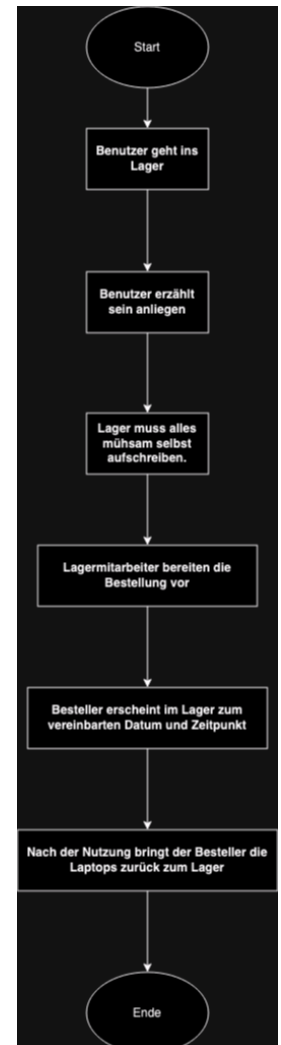 Start
Benutzer geht ins
Lager
Benutzer erzählt
sein anliegen
Lager muss alles
mühsam selbst
aufschreiben.
Lagermitarbeiter bereiten die
Bestellung vor
Besteller erscheint im Lager zum
vereinbarten Datum und Zeitpunkt
Nach der Nutzung bringt der Besteller die
Laptops zurück zum Lager
Ende